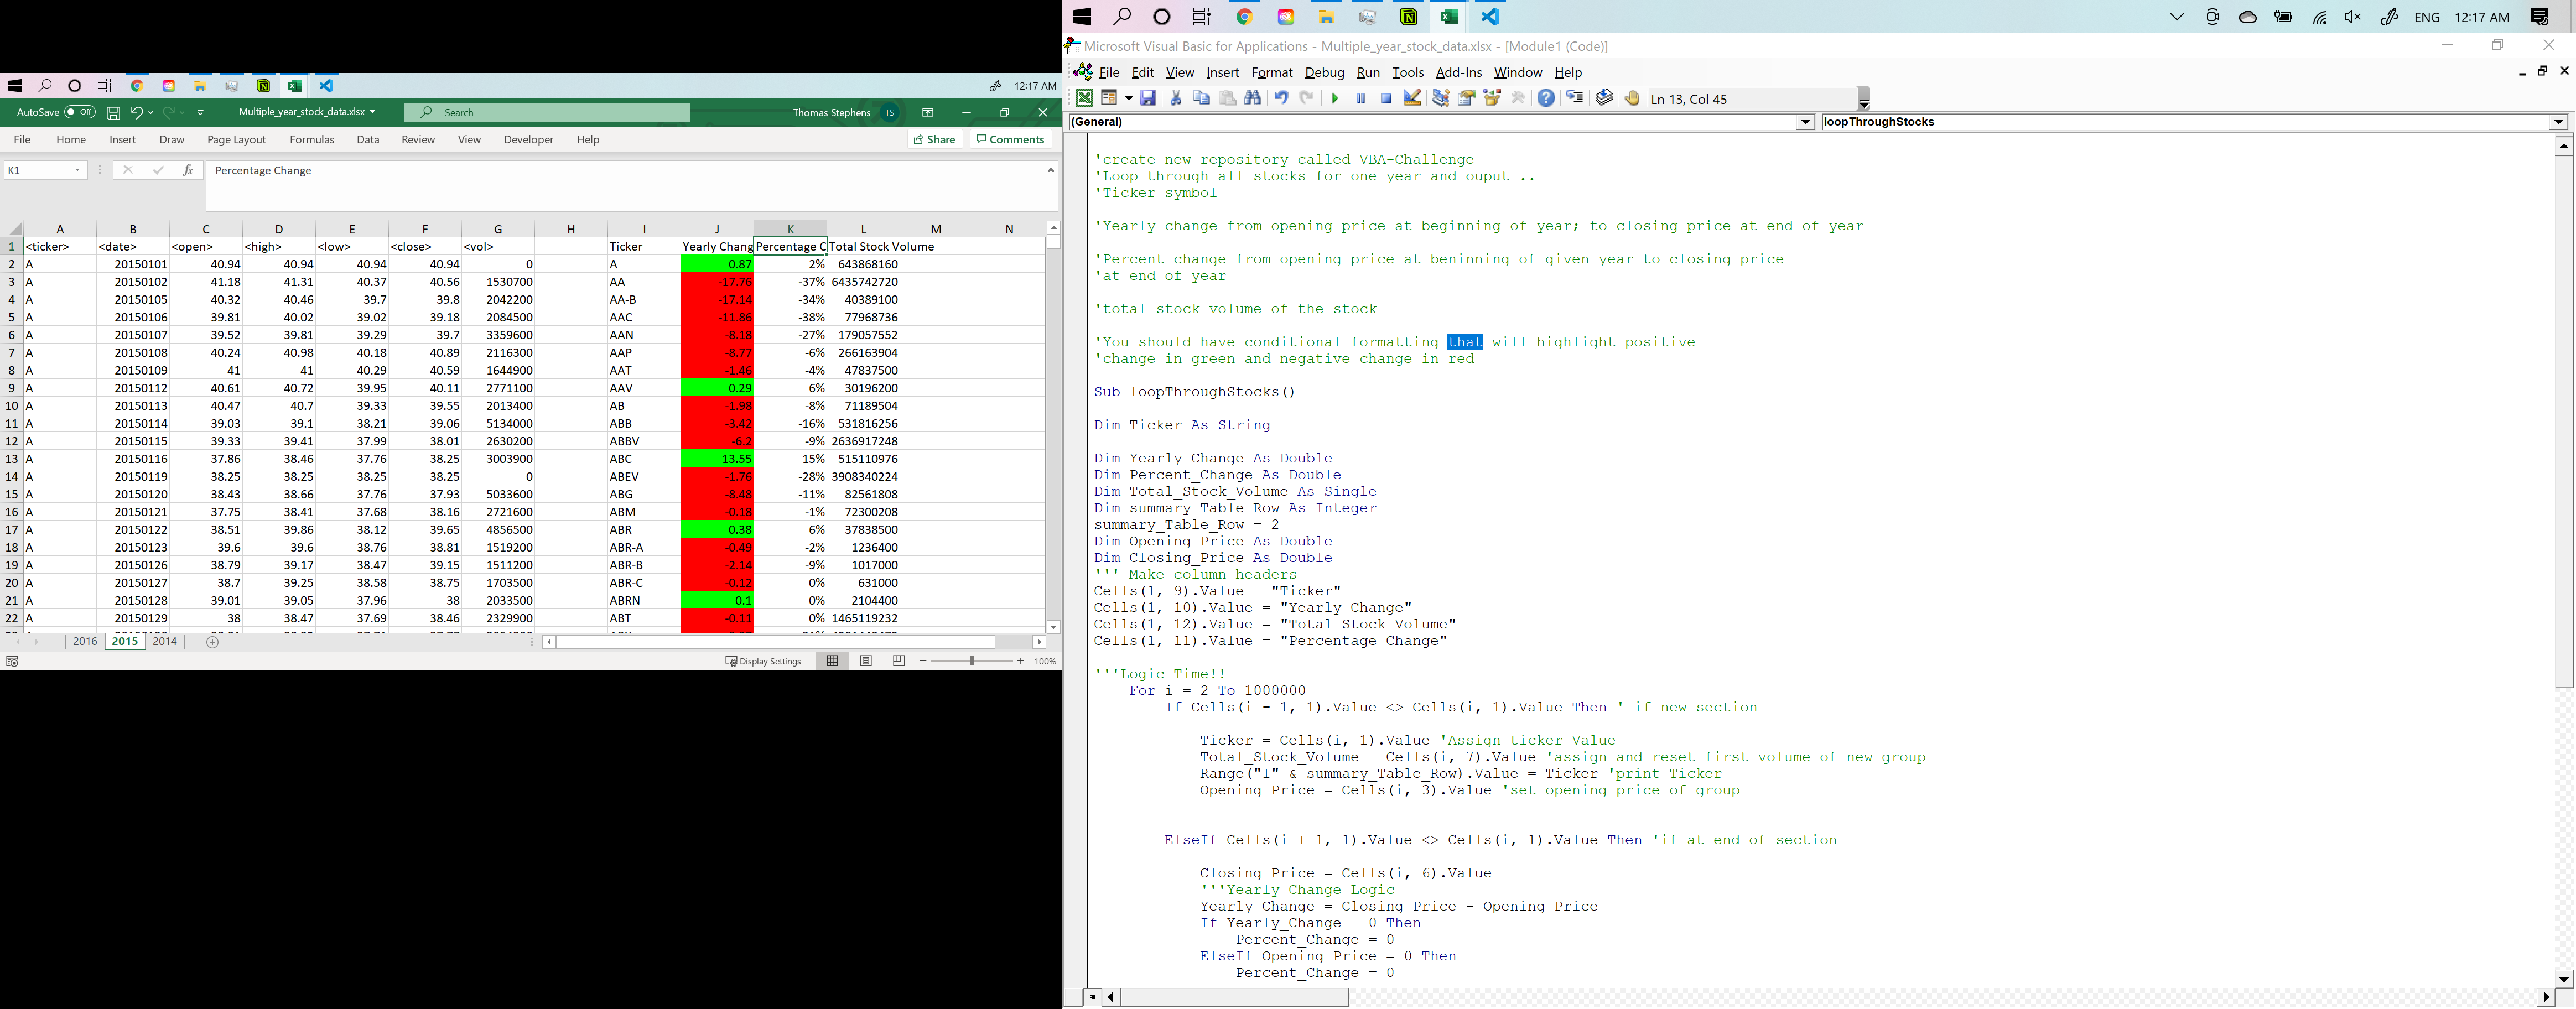 12:17 AM
AutoSave Off Multiple_year_stock_data.xlsx Search Thomas Stephens TS
File Home Insert Draw Page Layout Formulas Data Review View Developer Help Share Comments
K1 fx Percentage Change
A B C D E F G H I J K L M N
1 <ticker> <date> <open> <high> <low> <close> <vol> Ticker Yearly Chang Percentage C Total Stock Volume
2 A 20150101 40.94 40.94 40.94 40.94 0 A 0.87 2% 643868160
3 A 20150102 41.18 41.31 40.37 40.56 1530700 AA -17.76 -37% 6435742720
4 A 20150105 40.32 40.46 39.7 39.8 2042200 AA-B -17.14 -34% 40389100
5 A 20150106 39.81 40.02 39.02 39.18 2084500 AAC -11.86 -38% 77968736
6 A 20150107 39.52 39.81 39.29 39.7 3359600 AAN -8.18 -27% 179057552
7 A 20150108 40.24 40.98 40.18 40.89 2116300 AAP -8.77 -6% 266163904
8 A 20150109 41 41 40.29 40.59 1644900 AAT -1.46 -4% 47837500
9 A 20150112 40.61 40.72 39.95 40.11 2771100 AAV 0.29 6% 30196200
10 A 20150113 40.47 40.7 39.33 39.55 2013400 AB -1.98 -8% 71189504
11 A 20150114 39.03 39.1 38.21 39.06 5134000 ABB -3.42 -16% 531816256
12 A 20150115 39.33 39.41 37.99 38.01 2630200 ABBV -6.2 -9% 2636917248
13 A 20150116 37.86 38.46 37.76 38.25 3003900 ABC 13.55 15% 515110976
14 A 20150119 38.25 38.25 38.25 38.25 0 ABEV -1.76 -28% 3908340224
15 A 20150120 38.43 38.66 37.76 37.93 5033600 ABG -8.48 -11% 82561808
16 A 20150121 37.75 38.41 37.68 38.16 2721600 ABM -0.18 -1% 72300208
17 A 20150122 38.51 39.86 38.12 39.65 4856500 ABR 0.38 6% 37838500
18 A 20150123 39.6 39.6 38.76 38.81 1519200 ABR-A -0.49 -2% 1236400
19 A 20150126 38.79 39.17 38.47 39.15 1511200 ABR-B -2.14 -9% 1017000
20 A 20150127 38.7 39.25 38.58 38.75 1703500 ABR-C -0.12 0% 631000
21 A 20150128 39.01 39.05 37.96 38 2033500 ABRN 0.1 0% 2104400
22 A 20150129 38 38.47 37.69 38.46 2329900 ABT -0.11 0% 1465119232
2016 2015 2014
Display Settings 100%
ENG 12:17 AM
Microsoft Visual Basic for Applications - Multiple_year_stock_data.xlsx - [Module1 (Code)]
File Edit View Insert Format Debug Run Tools Add-Ins Window Help
Ln 13, Col 45
(General) loopThroughStocks
'create new repository called VBA-Challenge
'Loop through all stocks for one year and ouput ..
'Ticker symbol
'Yearly change from opening price at beginning of year; to closing price at end of year
'Percent change from opening price at beninning of given year to closing price
'at end of year
'total stock volume of the stock
'You should have conditional formatting that will highlight positive
'change in green and negative change in red
Sub loopThroughStocks()
Dim Ticker As String
Dim Yearly_Change As Double
Dim Percent_Change As Double
Dim Total_Stock_Volume As Single
Dim summary_Table_Row As Integer
summary_Table_Row = 2
Dim Opening_Price As Double
Dim Closing_Price As Double
''' Make column headers
Cells(1, 9).Value = "Ticker"
Cells(1, 10).Value = "Yearly Change"
Cells(1, 12).Value = "Total Stock Volume"
Cells(1, 11).Value = "Percentage Change"
'''Logic Time!!
For i = 2 To 1000000
If Cells(i - 1, 1).Value <> Cells(i, 1).Value Then ' if new section
Ticker = Cells(i, 1).Value 'Assign ticker Value
Total_Stock_Volume = Cells(i, 7).Value 'assign and reset first volume of new group
Range("I" & summary_Table_Row).Value = Ticker 'print Ticker
Opening_Price = Cells(i, 3).Value 'set opening price of group
ElseIf Cells(i + 1, 1).Value <> Cells(i, 1).Value Then 'if at end of section
Closing_Price = Cells(i, 6).Value
'''Yearly Change Logic
Yearly_Change = Closing_Price - Opening_Price
If Yearly_Change = 0 Then
Percent_Change = 0
ElseIf Opening_Price = 0 Then
Percent_Change = 0